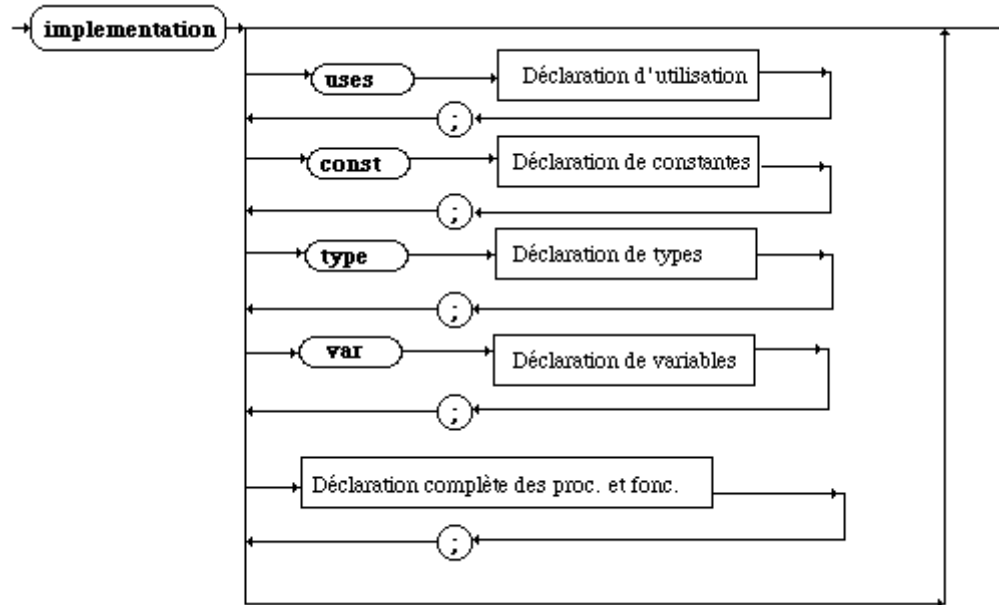 implementation
uses Déclaration d'utilisation
;
const Déclaration de constantes
;
type Déclaration de types
;
var Déclaration de variables
;
Déclaration complète des proc. et fonc.
;